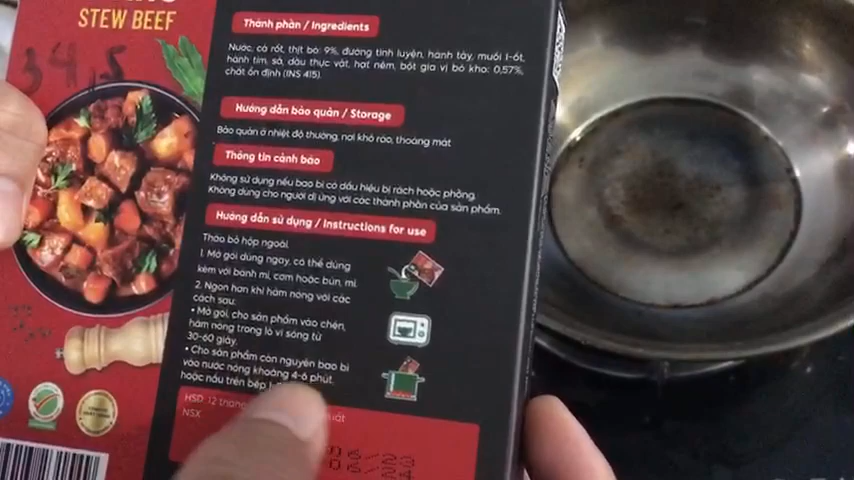 STEW BEEF
Thành phần / Ingredients
Nước, cà rốt, thịt bò: 9%, đường tinh luyện, hành tây, muối I-ốt,
hành tím, sả, dầu thực vật, hạt nêm, bột gia vị bò kho: 0,57%,
chất ổn định (INS 415).
Hướng dẫn bảo quản / Storage
Bảo quản ở nhiệt độ thường, nơi khô ráo, thoáng mát
Thông tin cảnh báo
Không sử dụng nếu bao bì có dấu hiệu bị rách hoặc phồng.
Không dùng cho người dị ứng với các thành phần của sản phẩm.
Hướng dẫn sử dụng / Instructions for use
Tháo bỏ hộp ngoài.
1. Mở gói dùng ngay, có thể dùng
kèm với bánh mì, cơm hoặc bún, mì.
2. Ngon hơn khi hâm nóng với các
cách sau:
• Mở gói, cho sản phẩm vào chén,
hâm nóng trong lò vi sóng từ
30-60 giây.
• Cho sản phẩm còn nguyên bao bì
vào nước nóng khoảng 4-6 phút,
hoặc nấu trên bếp
HSD: 12 tháng
NSX